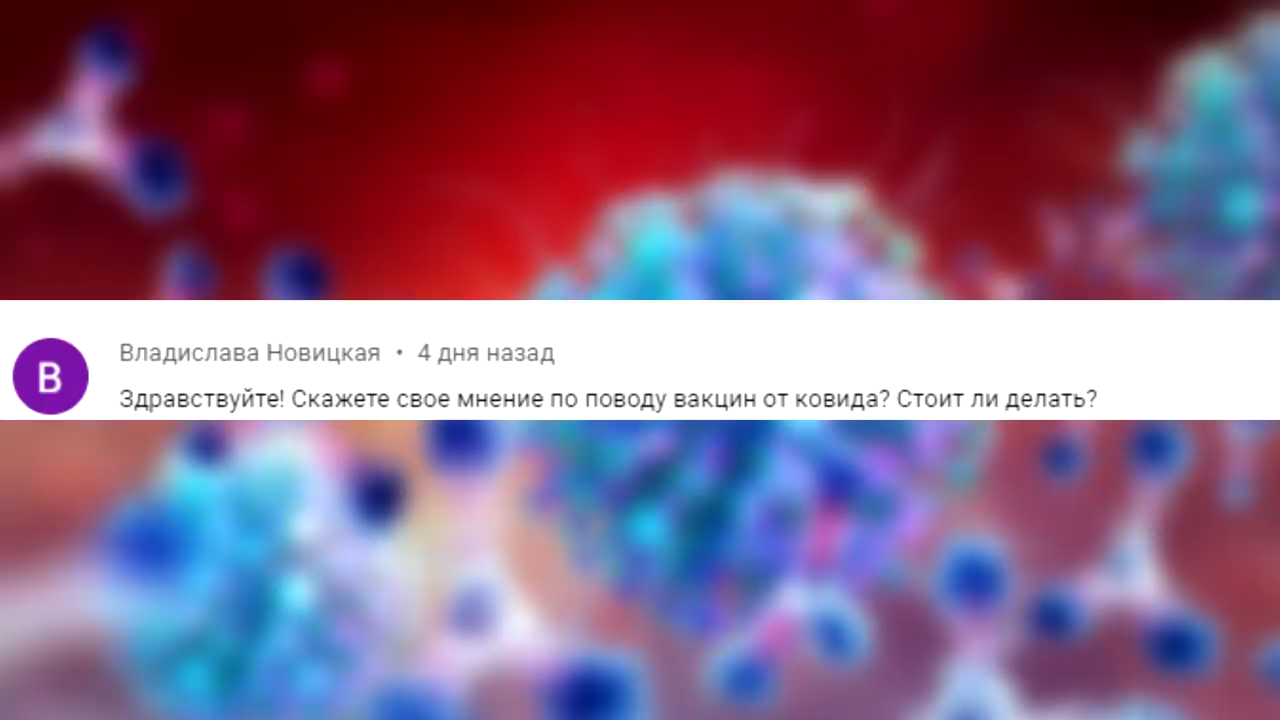 В
Владислава Новицкая • 4 дня назад
Здравствуйте! Скажете свое мнение по поводу вакцин от ковида? Стоит ли делать?